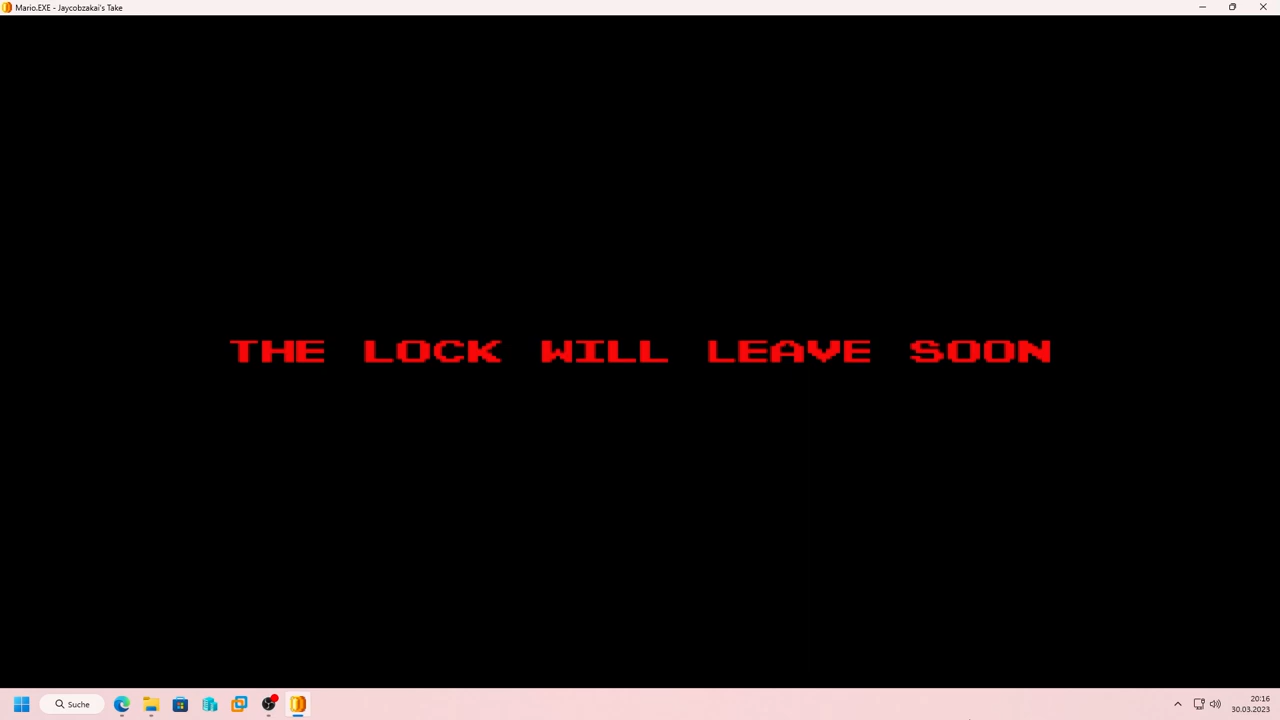 Mario.EXE - Jaycobzakai's Take
THE LOCK WILL LEAVE SOON
Suche
20:16
30.03.2023